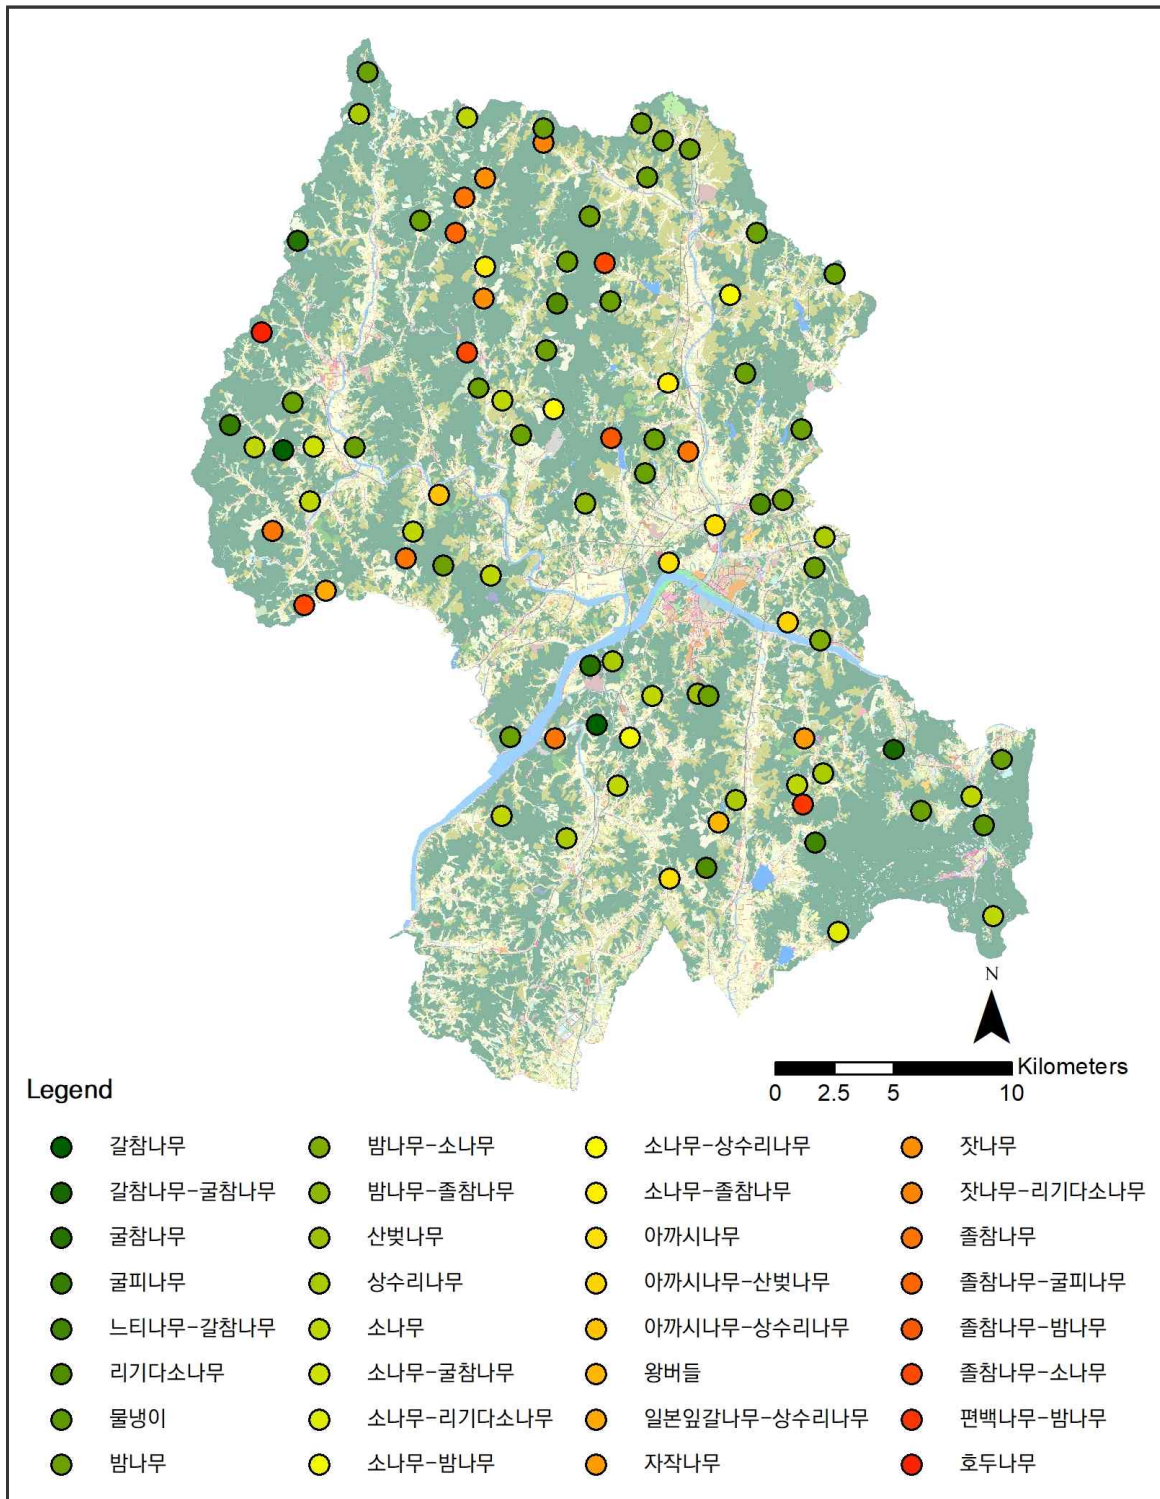 N
Kilometers
0 2.5 5 10
Legend
갈참나무
갈참나무-굴참나무
굴참나무
굴피나무
느티나무-갈참나무
리기다소나무
물냉이
밤나무
밤나무-소나무
밤나무-졸참나무
산벚나무
상수리나무
소나무
소나무-굴참나무
소나무-리기다소나무
소나무-밤나무
소나무-상수리나무
소나무-졸참나무
아까시나무
아까시나무-산벚나무
아까시나무-상수리나무
왕버들
일본잎갈나무-상수리나무
자작나무
잣나무
잣나무-리기다소나무
졸참나무
졸참나무-굴피나무
졸참나무-밤나무
졸참나무-소나무
편백나무-밤나무
호두나무